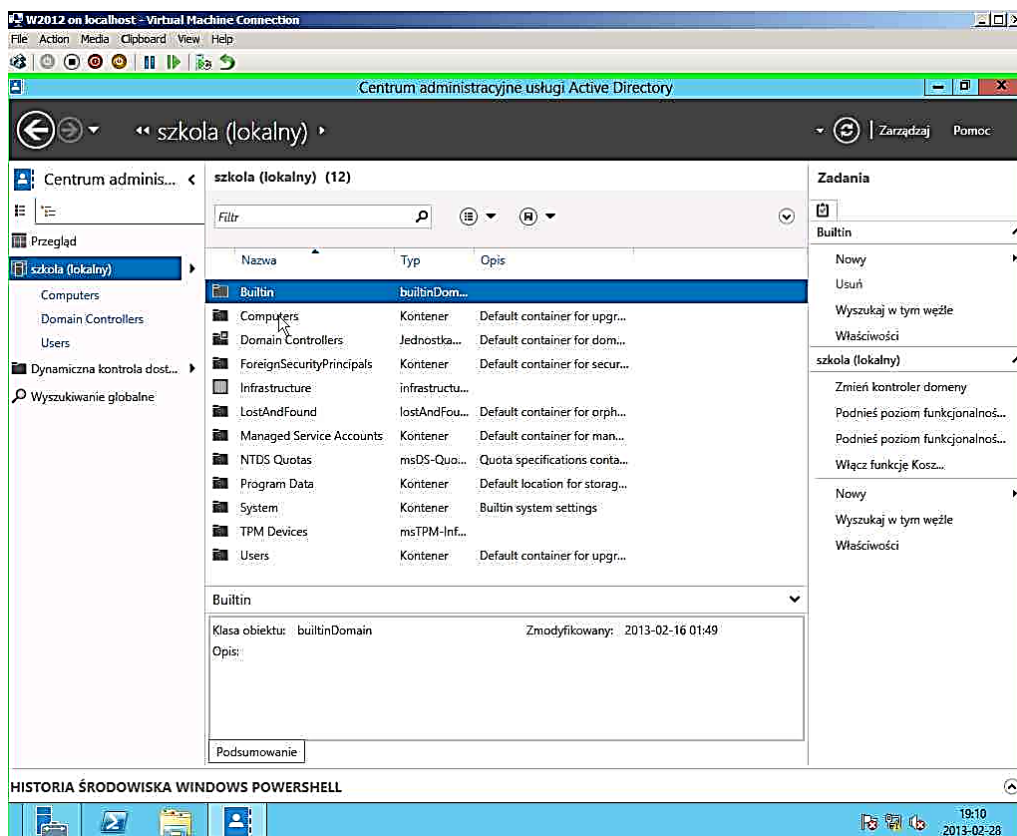 W2012 on localhost - Virtual Machine Connection
File Action Media Clipboard View Help
Centrum administracyjne usługi Active Directory
szkola (lokalny)
Zarządzaj Pomoc
Centrum adminis...
Przegląd
szkola (lokalny)
Computers
Domain Controllers
Users
Dynamiczna kontrola dost...
Wyszukiwanie globalne
szkola (lokalny) (12)
Filtr
Nazwa Typ Opis
Builtin builtinDom...
Computers Kontener Default container for upgr...
Domain Controllers Jednostka... Default container for dom...
ForeignSecurityPrincipals Kontener Default container for secur...
Infrastructure infrastructu...
LostAndFound lostAndFou... Default container for orph...
Managed Service Accounts Kontener Default container for man...
NTDS Quotas msDS-Quo... Quota specifications conta...
Program Data Kontener Default location for storag...
System Kontener Builtin system settings
TPM Devices msTPM-Inf...
Users Kontener Default container for upgr...
Builtin
Klasa obiektu: builtinDomain Zmodyfikowany: 2013-02-16 01:49
Opis:
Podsumowanie
Zadania
Builtin
Nowy
Usuń
Wyszukaj w tym węźle
Właściwości
szkola (lokalny)
Zmień kontroler domeny
Podnieś poziom funkcjonalnoś...
Podnieś poziom funkcjonalnoś...
Włącz funkcję Kosz...
Nowy
Wyszukaj w tym węźle
Właściwości
HISTORIA ŚRODOWISKA WINDOWS POWERSHELL
19:10
2013-02-28